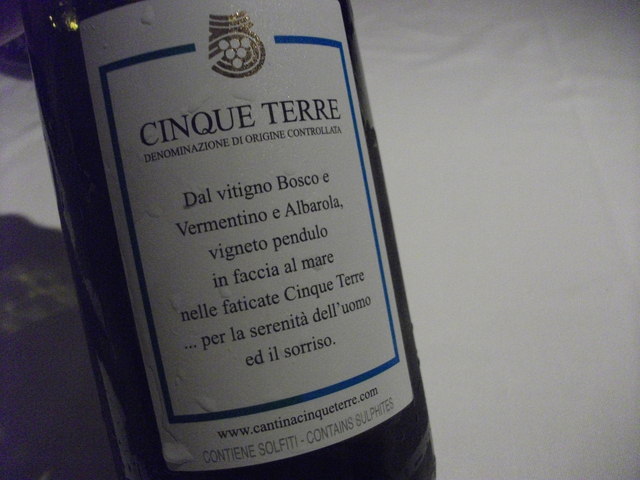 CINQUE TERRE
DENOMINAZIONE DI ORIGINE CONTROLLATA
Dal vitigno Bosco e
Vermentino e Albarola,
vigneto pendulo
in faccia al mare
nelle faticate Cinque Terre
... per la serenità dell'uomo
ed il sorriso.
www.cantinacinqueterre.com
CONTIENE SOLFITI - CONTAINS SULPHITES